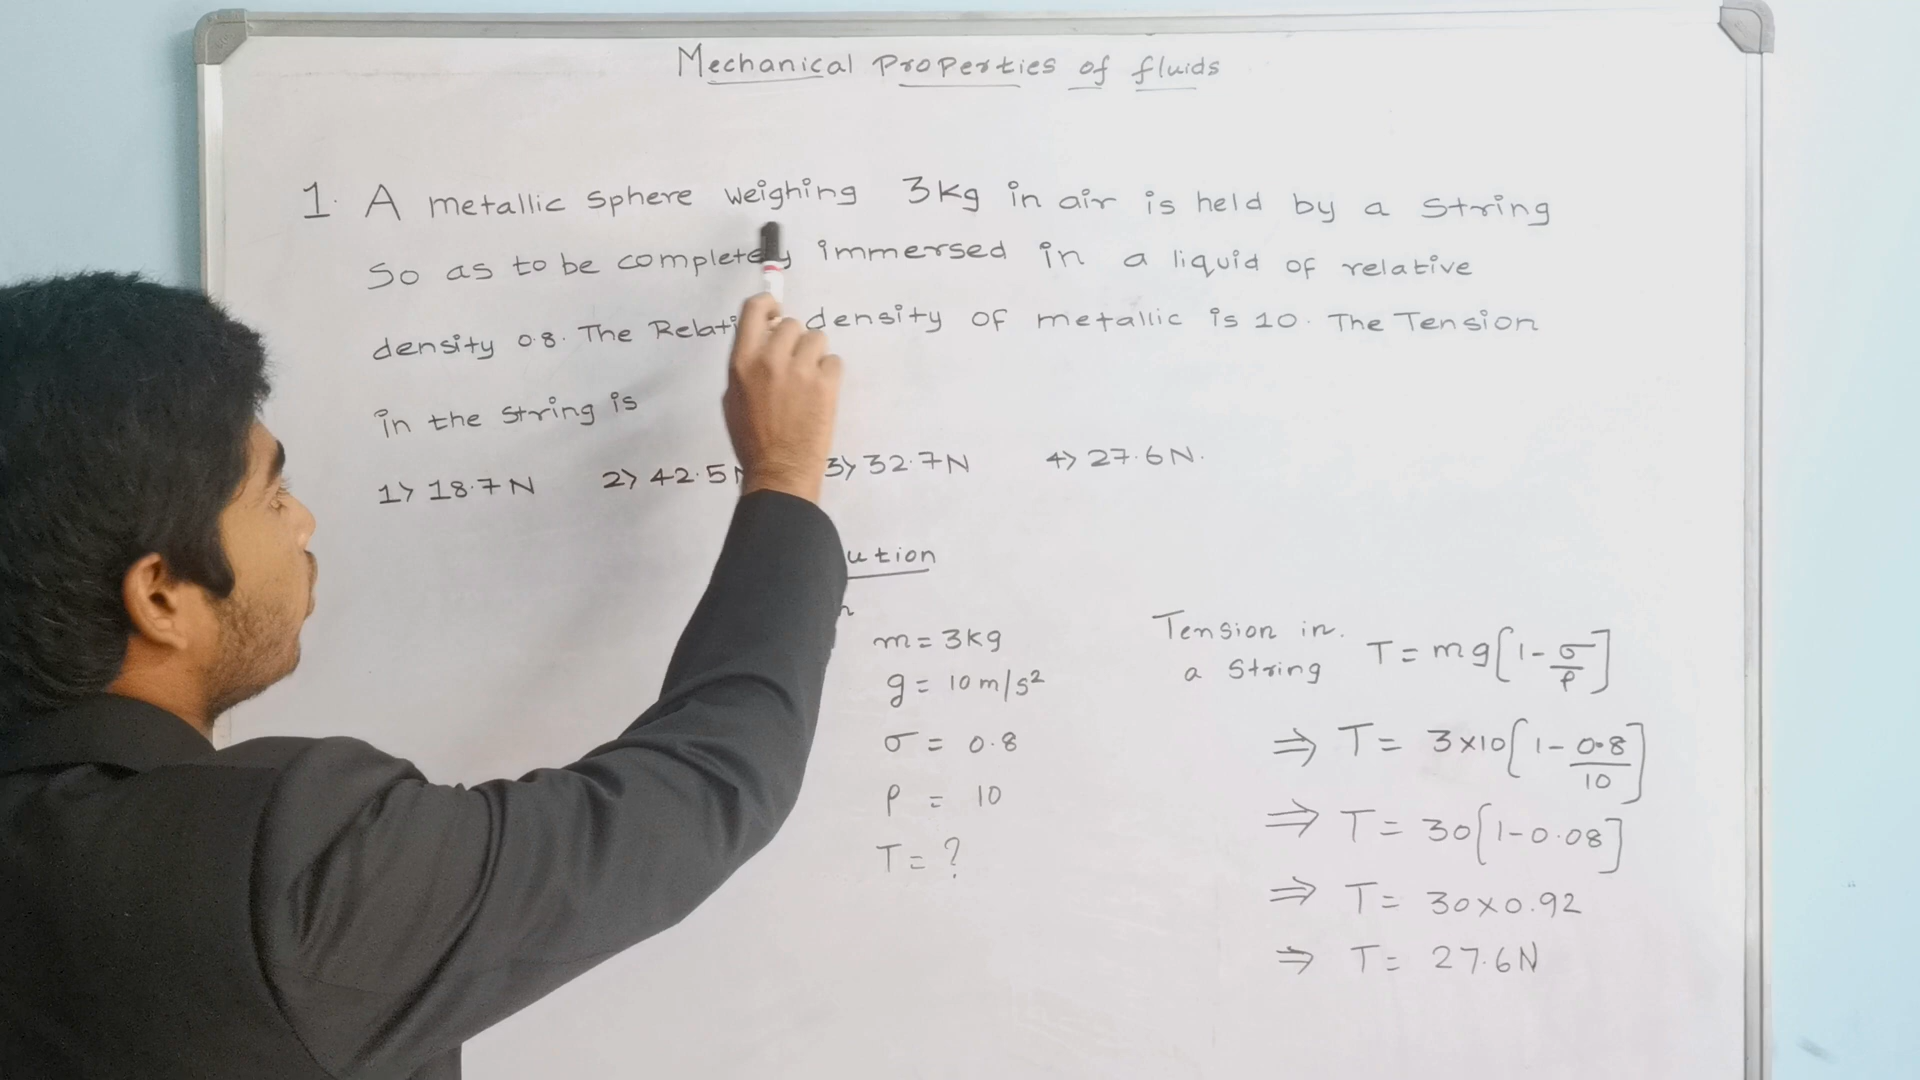 Mechanical Properties of fluids
1. A metallic sphere weighing 3kg in air is held by a string
So as to be completely immersed in a liquid of relative
density 0.8. The density of metallic is 10. The Tension
in the string is
1) 18.7N 2) 42.5 3) 32.7N 4) 27.6N.
m = 3kg
g = 10 m/s²
σ = 0.8
ρ = 10
T = ?
Tension in.
a string T = mg[1 - σ/ρ]
⇒ T = 3×10[1 - 0.8/10]
⇒ T = 30[1-0.08]
⇒ T = 30×0.92
⇒ T = 27.6N